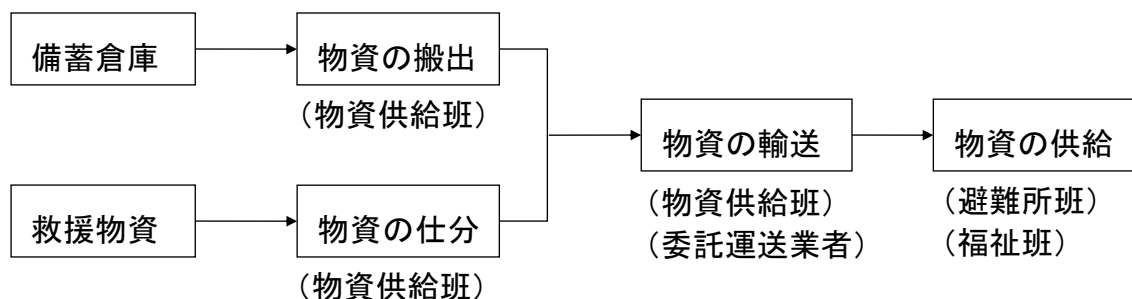 備蓄倉庫
物資の搬出
(物資供給班)
救援物資
物資の仕分
(物資供給班)
物資の輸送
(物資供給班)
(委託運送業者)
物資の供給
(避難所班)
(福祉班)